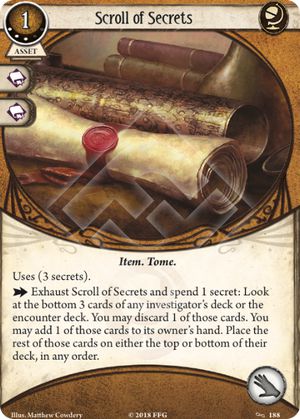 1
Scroll of Secrets
ASSET
Item. Tome.
Uses (3 secrets).
Exhaust Scroll of Secrets and spend 1 secret: Look
at the bottom 3 cards of any investigator's deck or the
encounter deck. You may discard 1 of those cards. You
may add 1 of those cards to its owner's hand. Place the
rest of those cards on either the top or bottom of their
deck, in any order.
Illus. Matthew Cowdery
© 2018 FFG
188